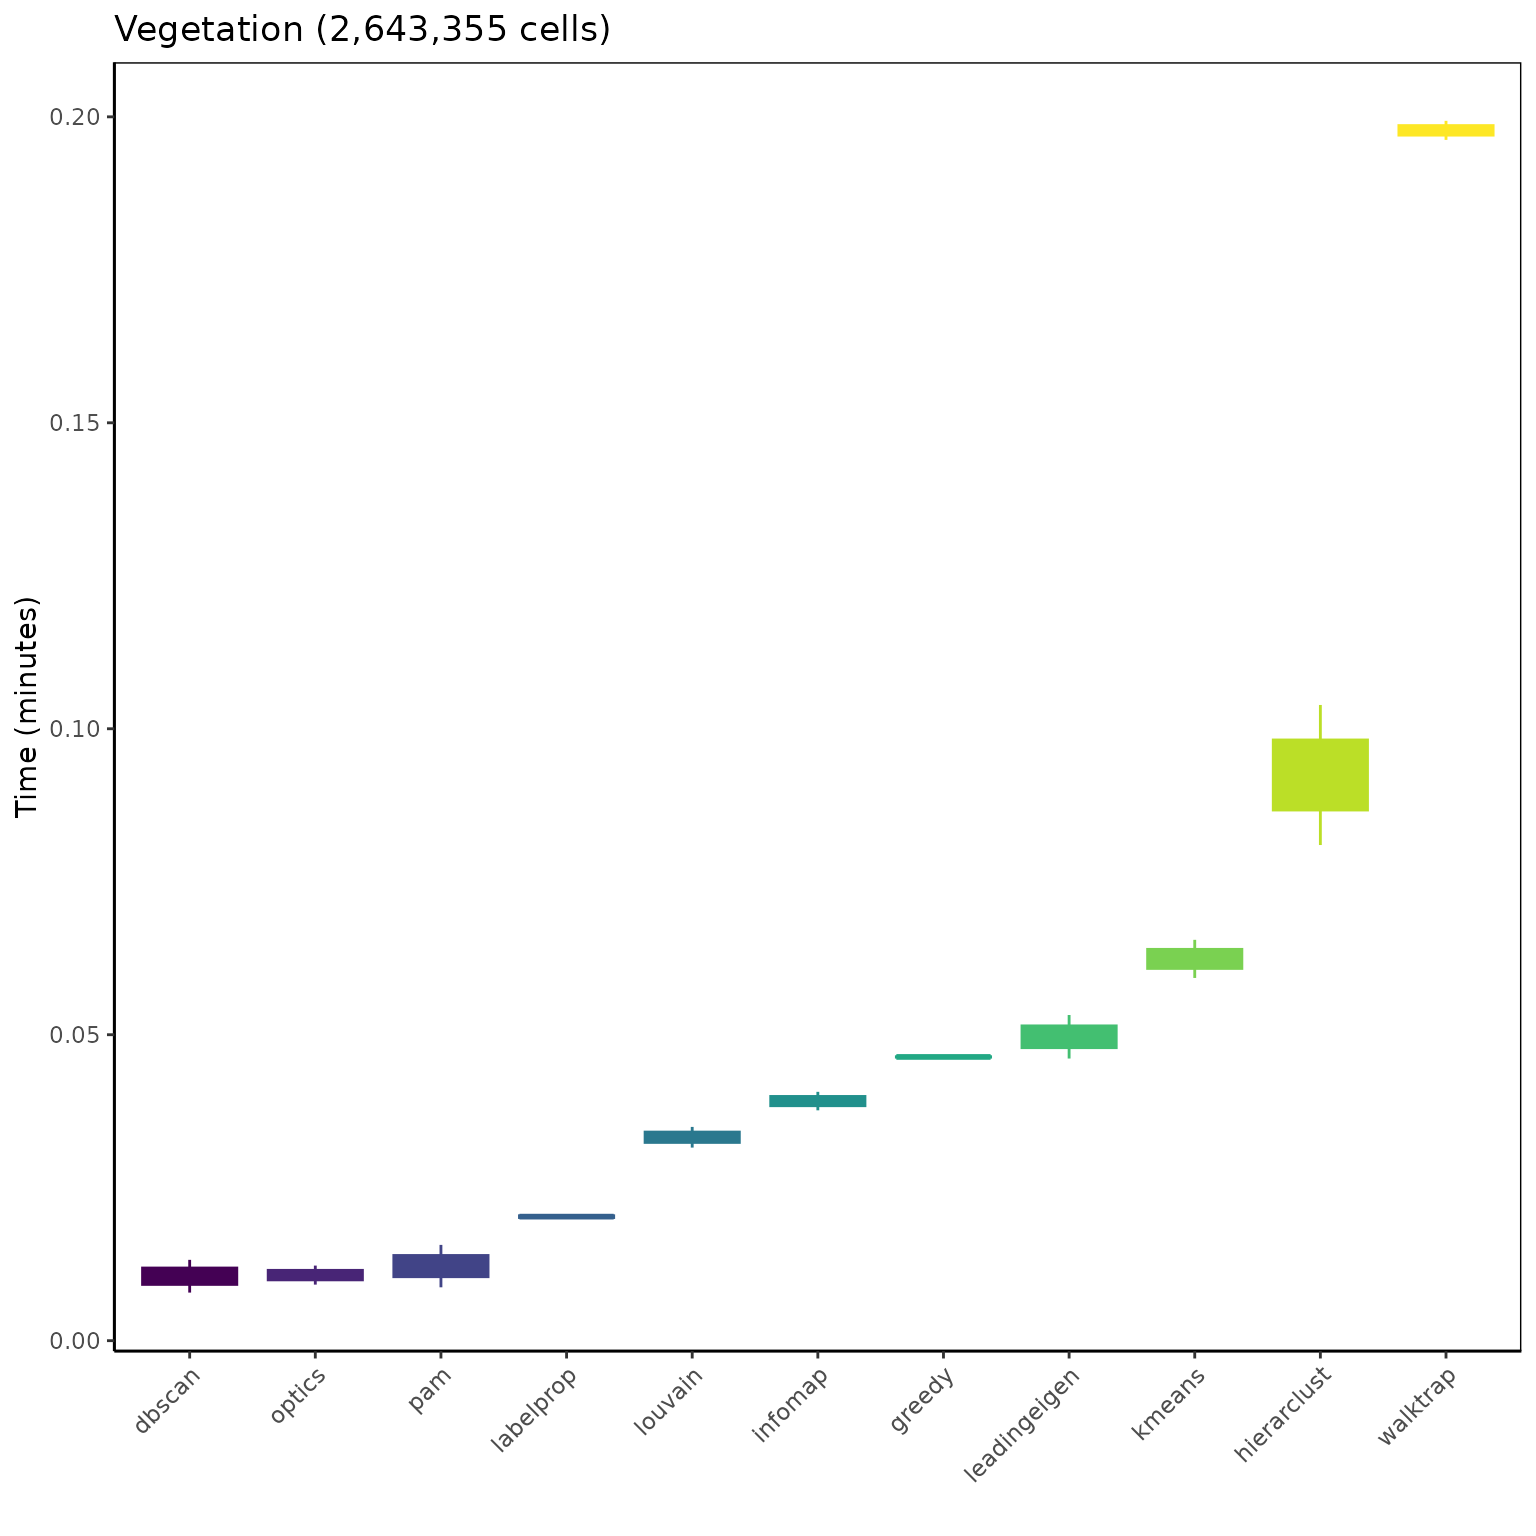 Vegetation (2,643,355 cells)
Time (minutes)
0.20
0.15
0.10
0.05
0.00
dbscan
optics
pam
labelprop
louvain
infomap
greedy
leadingeigen
kmeans
hierarclust
walktrap